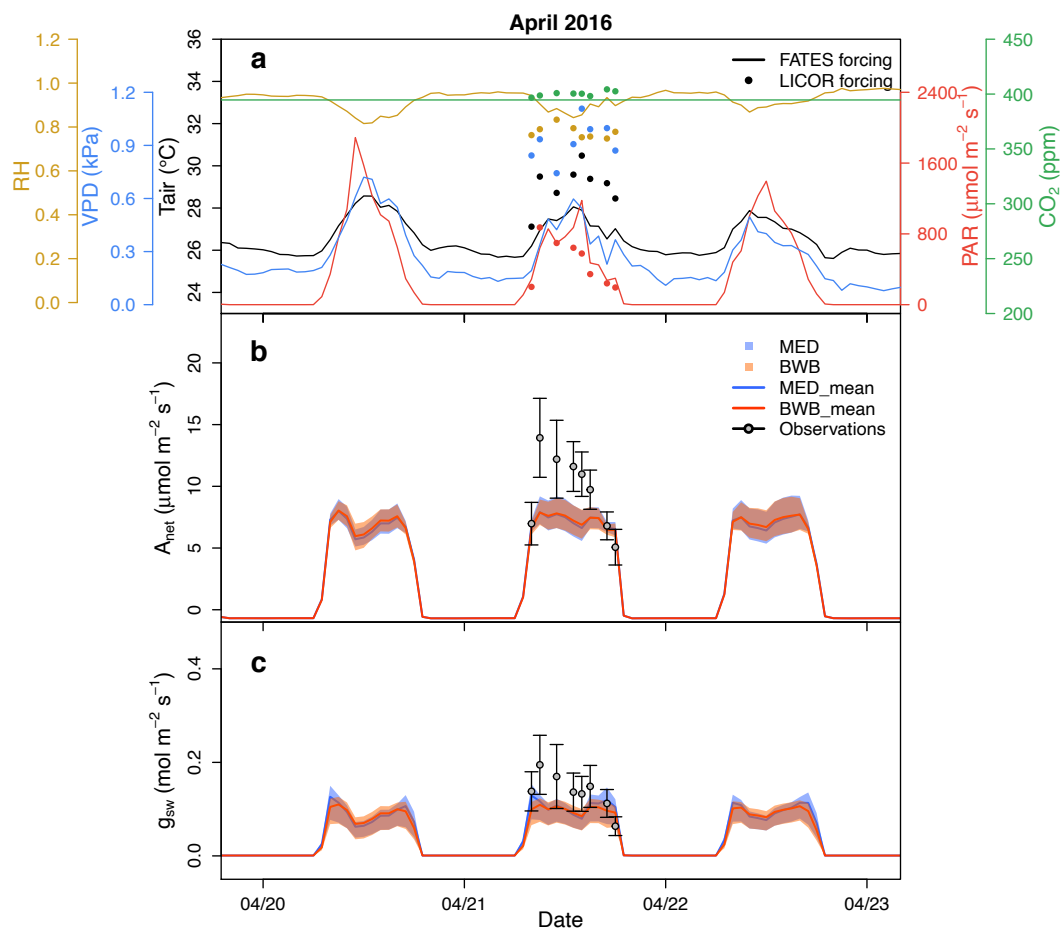 April 2016
a
FATES forcing
LICOR forcing
RH
0.0
0.2
0.4
0.6
0.8
1.0
1.2
VPD (kPa)
0.0
0.3
0.6
0.9
1.2
Tair (°C)
24
26
28
30
32
34
36
PAR (μmol m⁻² s⁻¹)
0
800
1600
2400
CO₂ (ppm)
200
250
300
350
400
450
b
MED
BWB
MED_mean
BWB_mean
Observations
Aₙₑₜ (μmol m⁻² s⁻¹)
0
5
10
15
20
c
g_sw (mol m⁻² s⁻¹)
0.0
0.2
0.4
04/20
04/21
04/22
04/23
Date